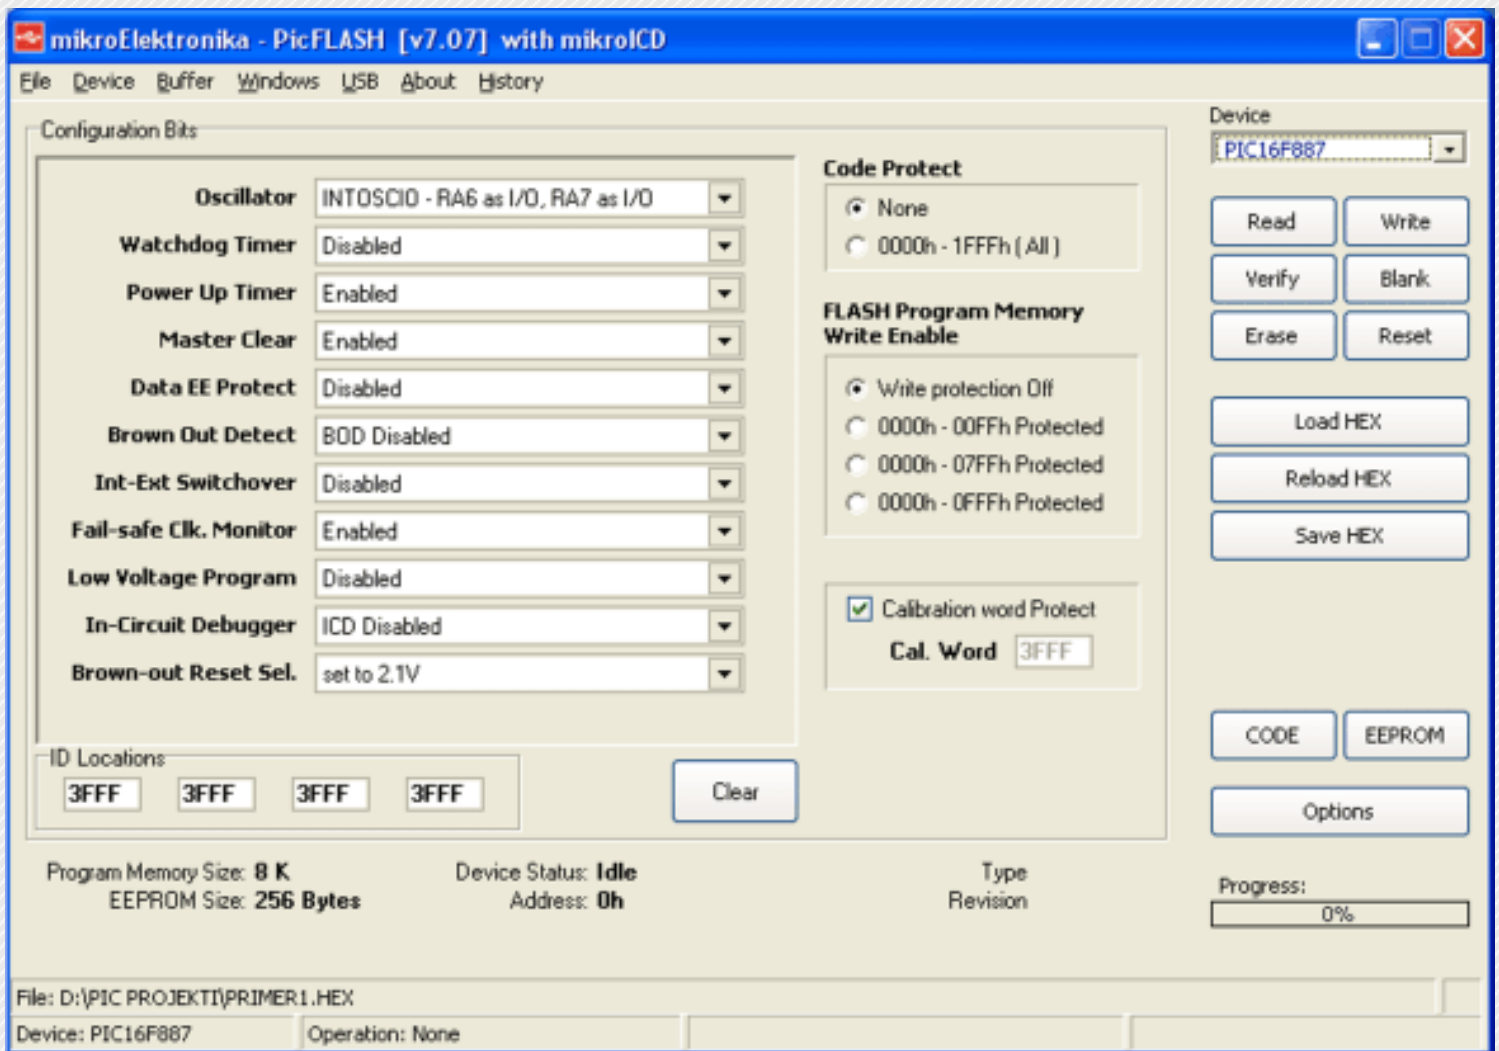 mikroElektronika - PicFLASH [v7.07] with mikroICD
File Device Buffer Windows USB About History
Configuration Bits
Oscillator INTOSCIO - RA6 as I/O, RA7 as I/O
Watchdog Timer Disabled
Power Up Timer Enabled
Master Clear Enabled
Data EE Protect Disabled
Brown Out Detect BOD Disabled
Int-Ext Switchover Disabled
Fail-safe Clk. Monitor Enabled
Low Voltage Program Disabled
In-Circuit Debugger ICD Disabled
Brown-out Reset Sel. set to 2.1V
ID Locations
3FFF 3FFF 3FFF 3FFF
Clear
Code Protect
None
0000h - 1FFFh ( All )
FLASH Program Memory
Write Enable
Write protection Off
0000h - 00FFh Protected
0000h - 07FFh Protected
0000h - 0FFFh Protected
Calibration word Protect
Cal. Word 3FFF
Device
PIC16F887
Read Write
Verify Blank
Erase Reset
Load HEX
Reload HEX
Save HEX
CODE EEPROM
Options
Progress:
0%
Program Memory Size: 8 K Device Status: Idle Type
EEPROM Size: 256 Bytes Address: 0h Revision
File: D:\PIC PROJEKTI\PRIMER1.HEX
Device: PIC16F887 Operation: None